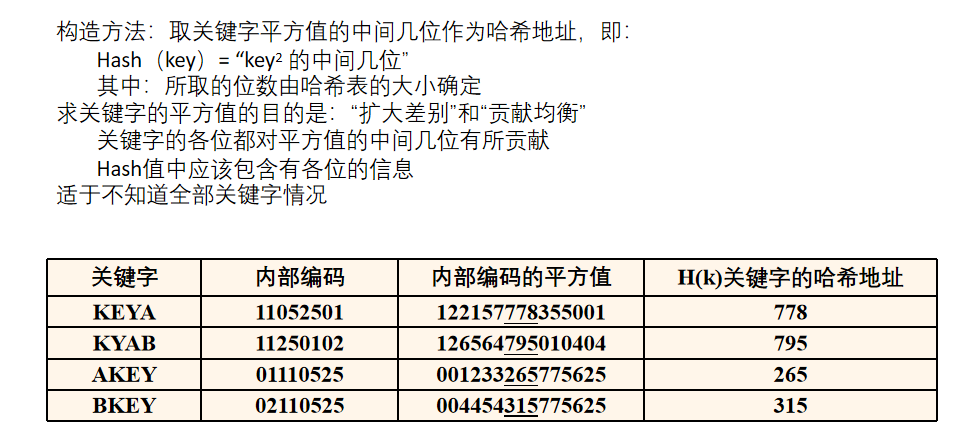 构造方法：取关键字平方值的中间几位作为哈希地址，即：
Hash（key）= “key² 的中间几位”
其中：所取的位数由哈希表的大小确定
求关键字的平方值的目的是：“扩大差别”和“贡献均衡”
关键字的各位都对平方值的中间几位有所贡献
Hash值中应该包含有各位的信息
适于不知道全部关键字情况
关键字 内部编码 内部编码的平方值 H(k)关键字的哈希地址
KEYA 11052501 122157778355001 778
KYAB 11250102 126564795010404 795
AKEY 01110525 001233265775625 265
BKEY 02110525 004454315775625 315